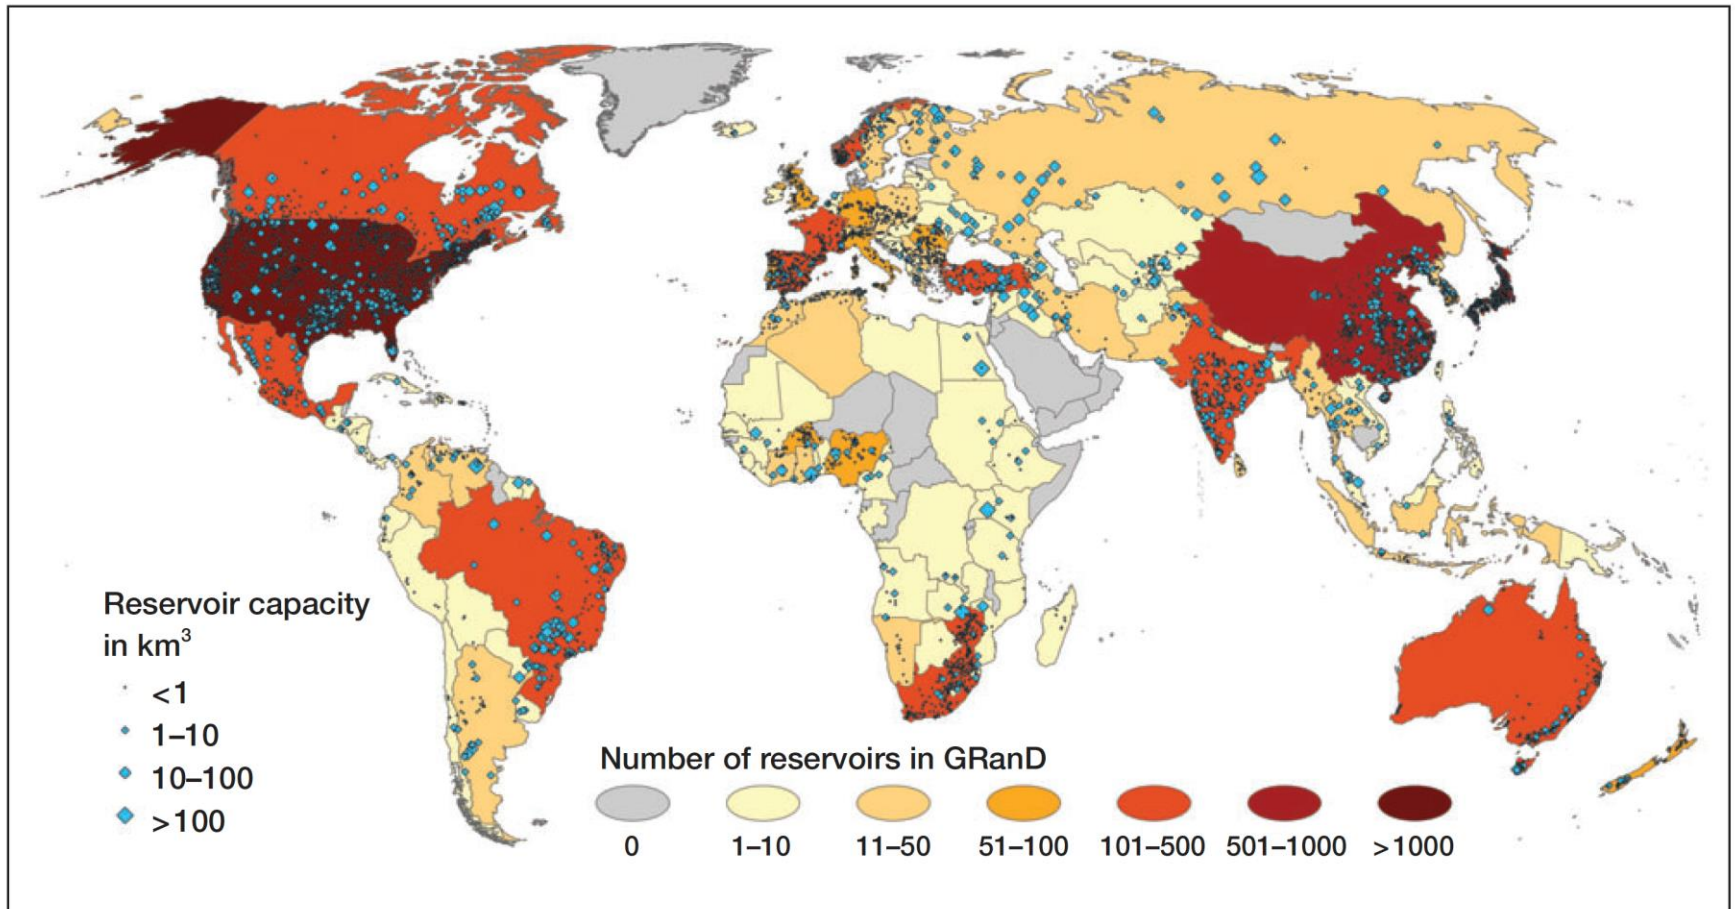 Reservoir capacity
in km³
<1
1–10
10–100
>100
Number of reservoirs in GRanD
0 1–10 11–50 51–100 101–500 501–1000 >1000